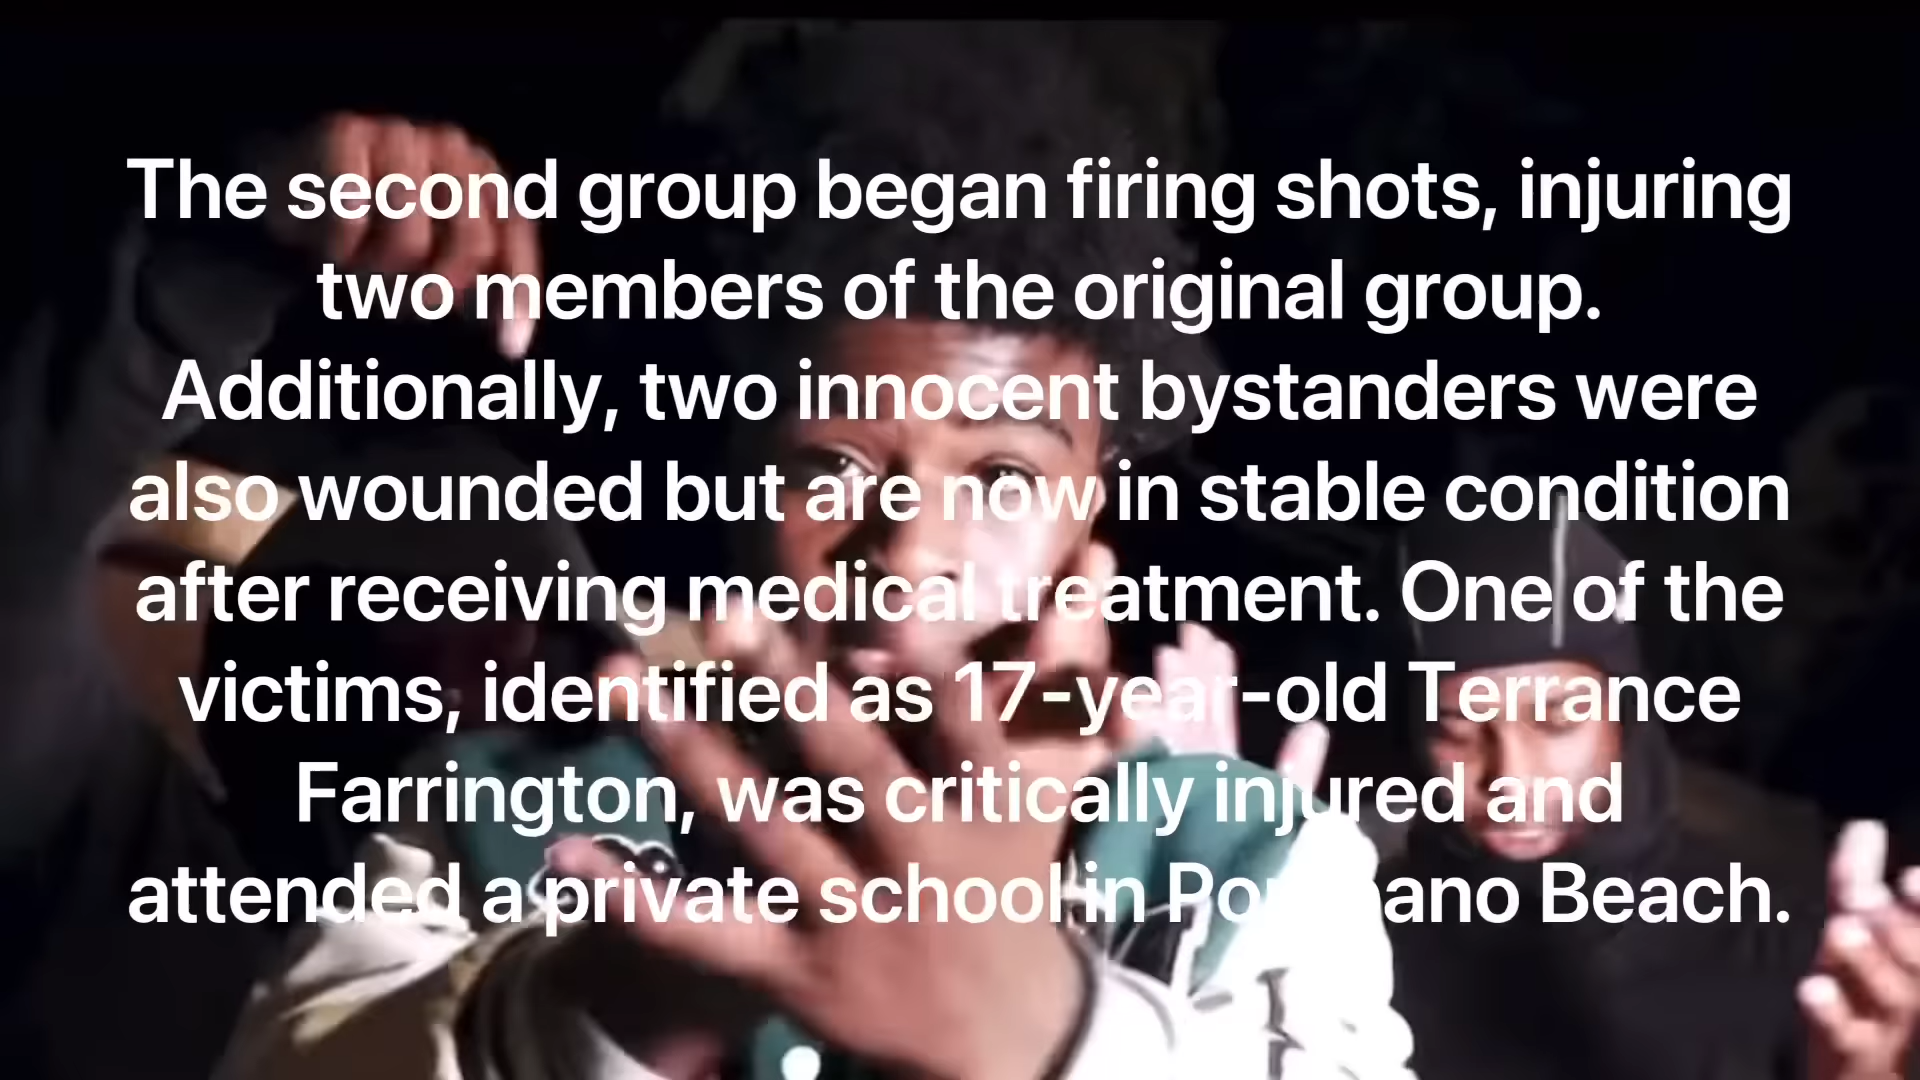 The second group began firing shots, injuring
two members of the original group.
Additionally, two innocent bystanders were
also wounded but are now in stable condition
after receiving medical treatment. One of the
victims, identified as 17-year-old Terrance
Farrington, was critically injured and
attended a private school in Pompano Beach.